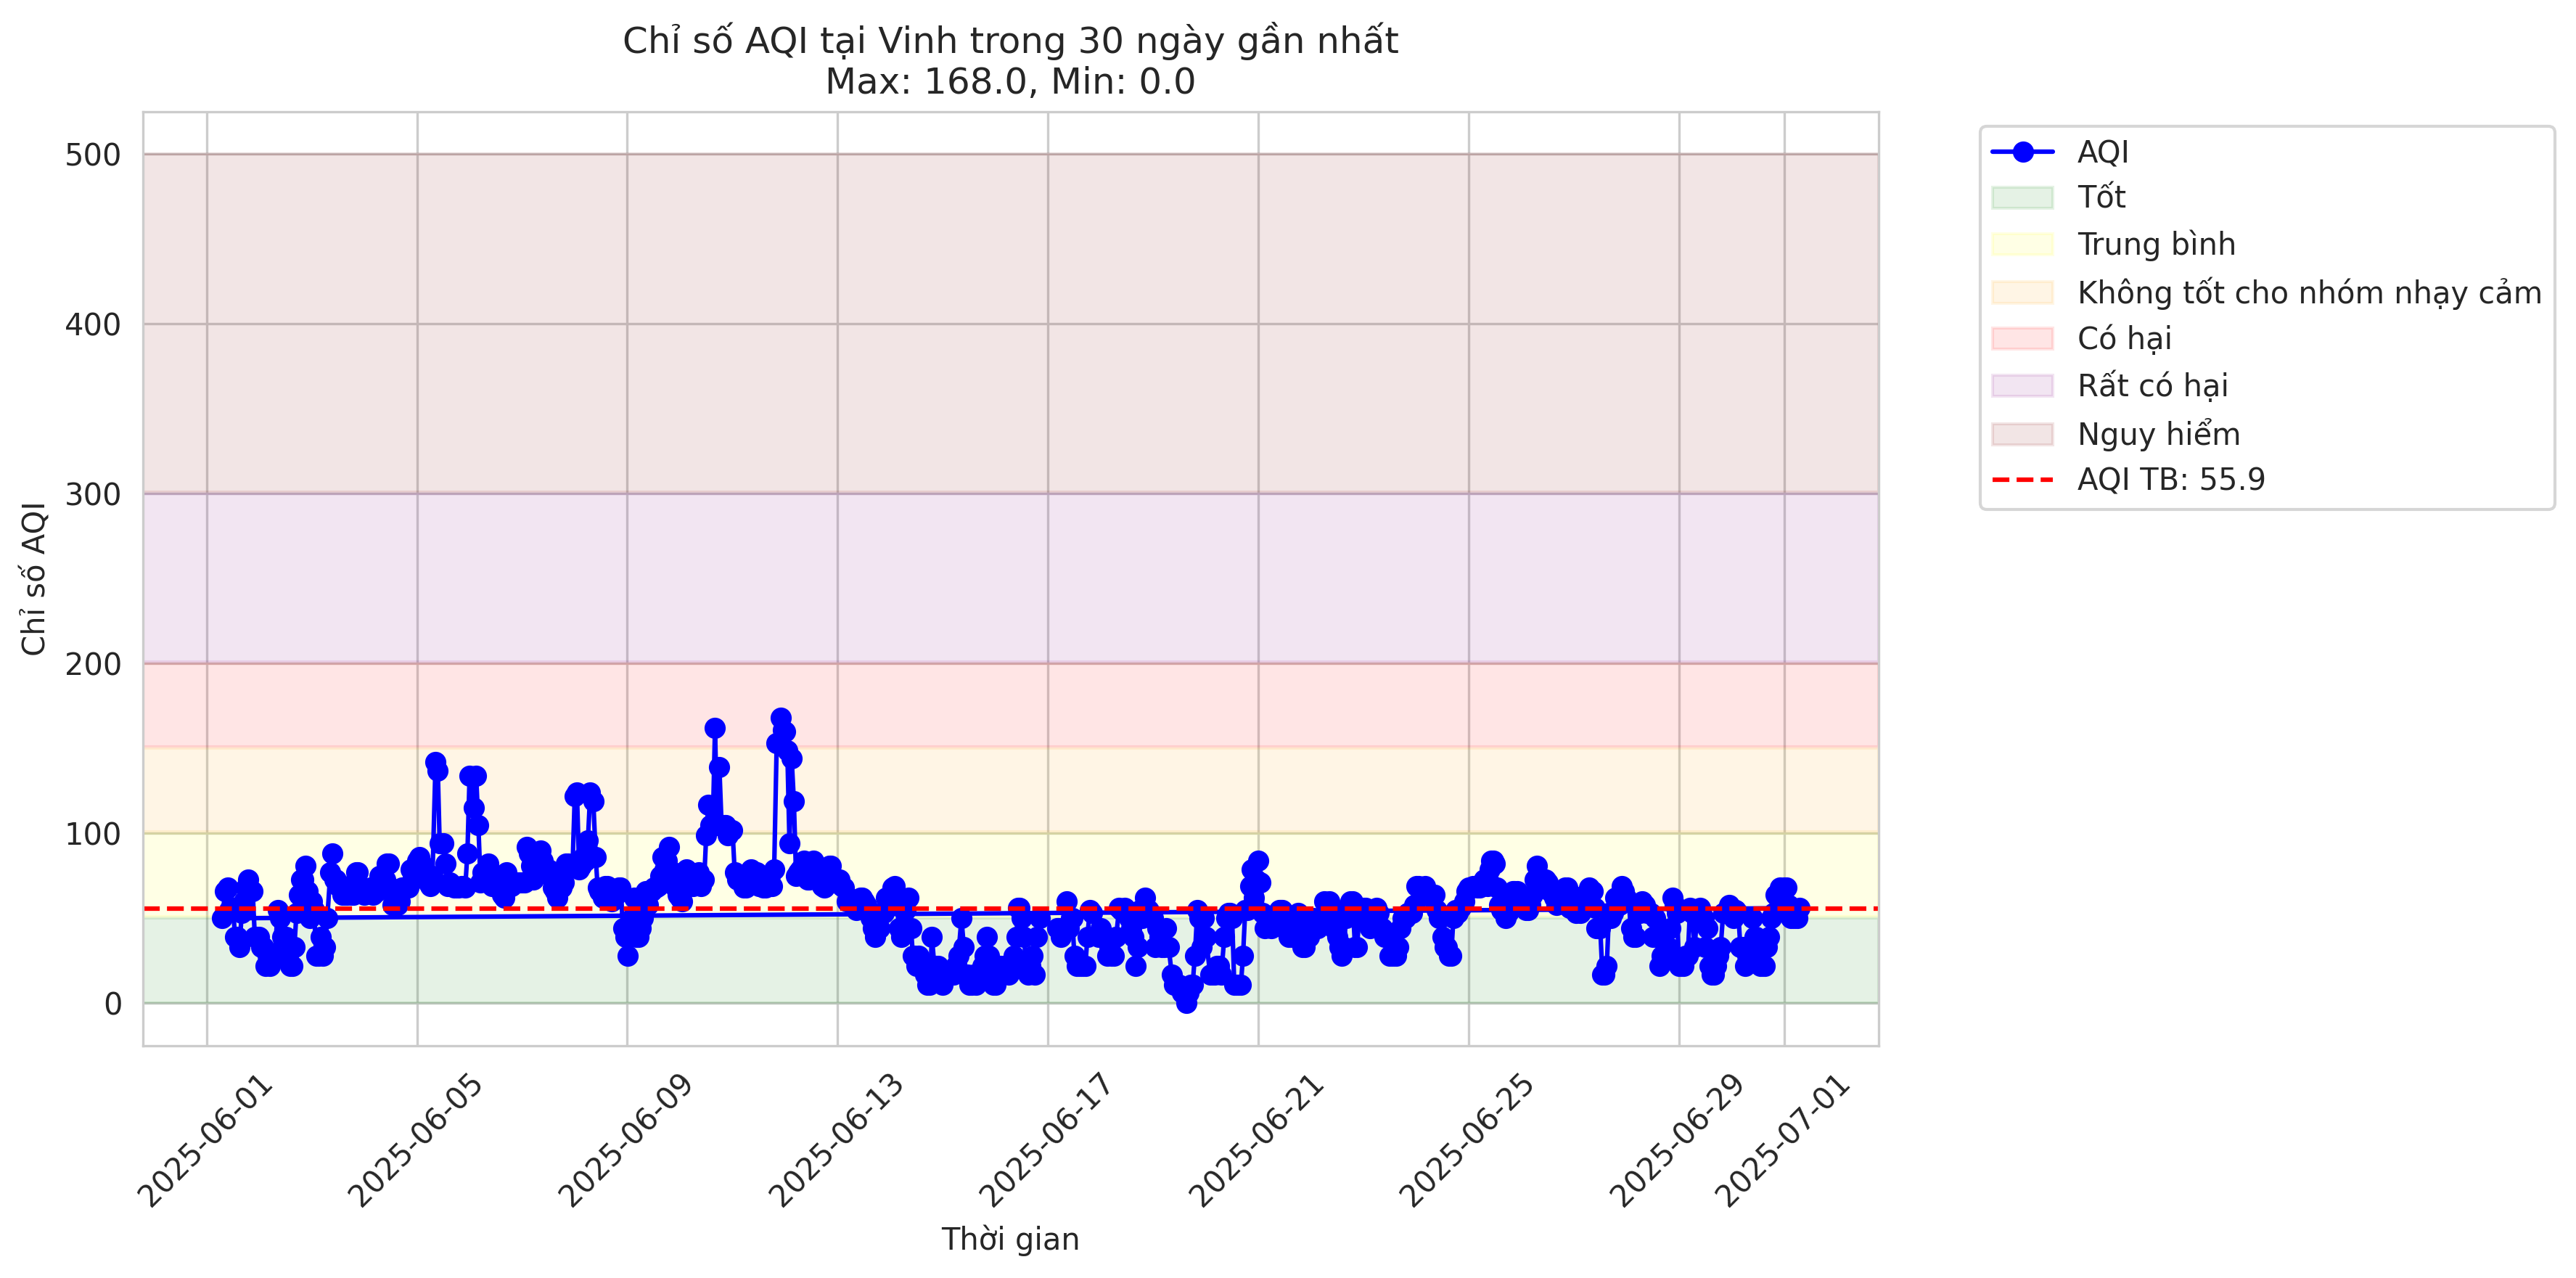 Chỉ số AQI tại Vinh trong 30 ngày gần nhất
Max: 168.0, Min: 0.0
Chỉ số AQI
500
400
300
200
100
0
2025-06-01
2025-06-05
2025-06-09
2025-06-13
2025-06-17
2025-06-21
2025-06-25
2025-06-29
2025-07-01
Thời gian
AQI
Tốt
Trung bình
Không tốt cho nhóm nhạy cảm
Có hại
Rất có hại
Nguy hiểm
AQI TB: 55.9